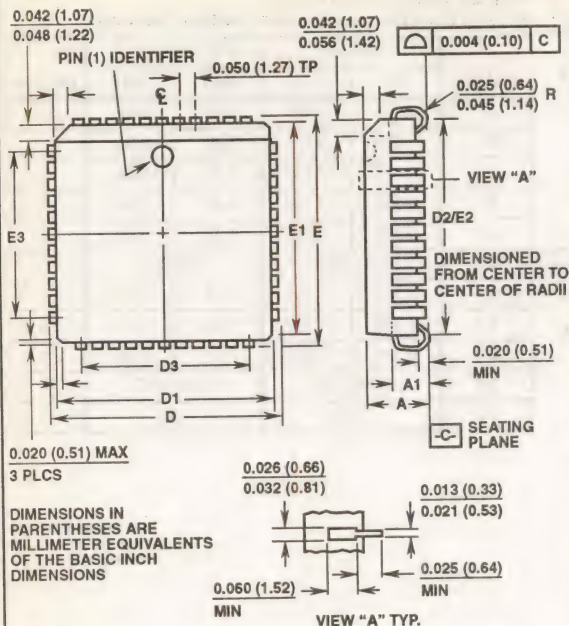 0.042 (1.07)
0.048 (1.22)
PIN (1) IDENTIFIER
0.050 (1.27) TP
℄
0.042 (1.07)
0.056 (1.42)
⌓ 0.004 (0.10) C
0.025 (0.64)
0.045 (1.14) R
VIEW "A"
E3
E1
E
D2/E2
DIMENSIONED
FROM CENTER TO
CENTER OF RADII
0.020 (0.51)
MIN
D3
D1
D
A1
A
-C- SEATING
PLANE
0.020 (0.51) MAX
3 PLCS
DIMENSIONS IN
PARENTHESES ARE
MILLIMETER EQUIVALENTS
OF THE BASIC INCH
DIMENSIONS
0.026 (0.66)
0.032 (0.81)
0.013 (0.33)
0.021 (0.53)
0.060 (1.52)
MIN
0.025 (0.64)
MIN
VIEW "A" TYP.